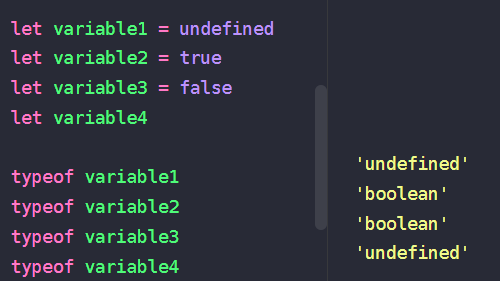 let variable1 = undefined
let variable2 = true
let variable3 = false
let variable4
typeof variable1
typeof variable2
typeof variable3
typeof variable4
'undefined'
'boolean'
'boolean'
'undefined'